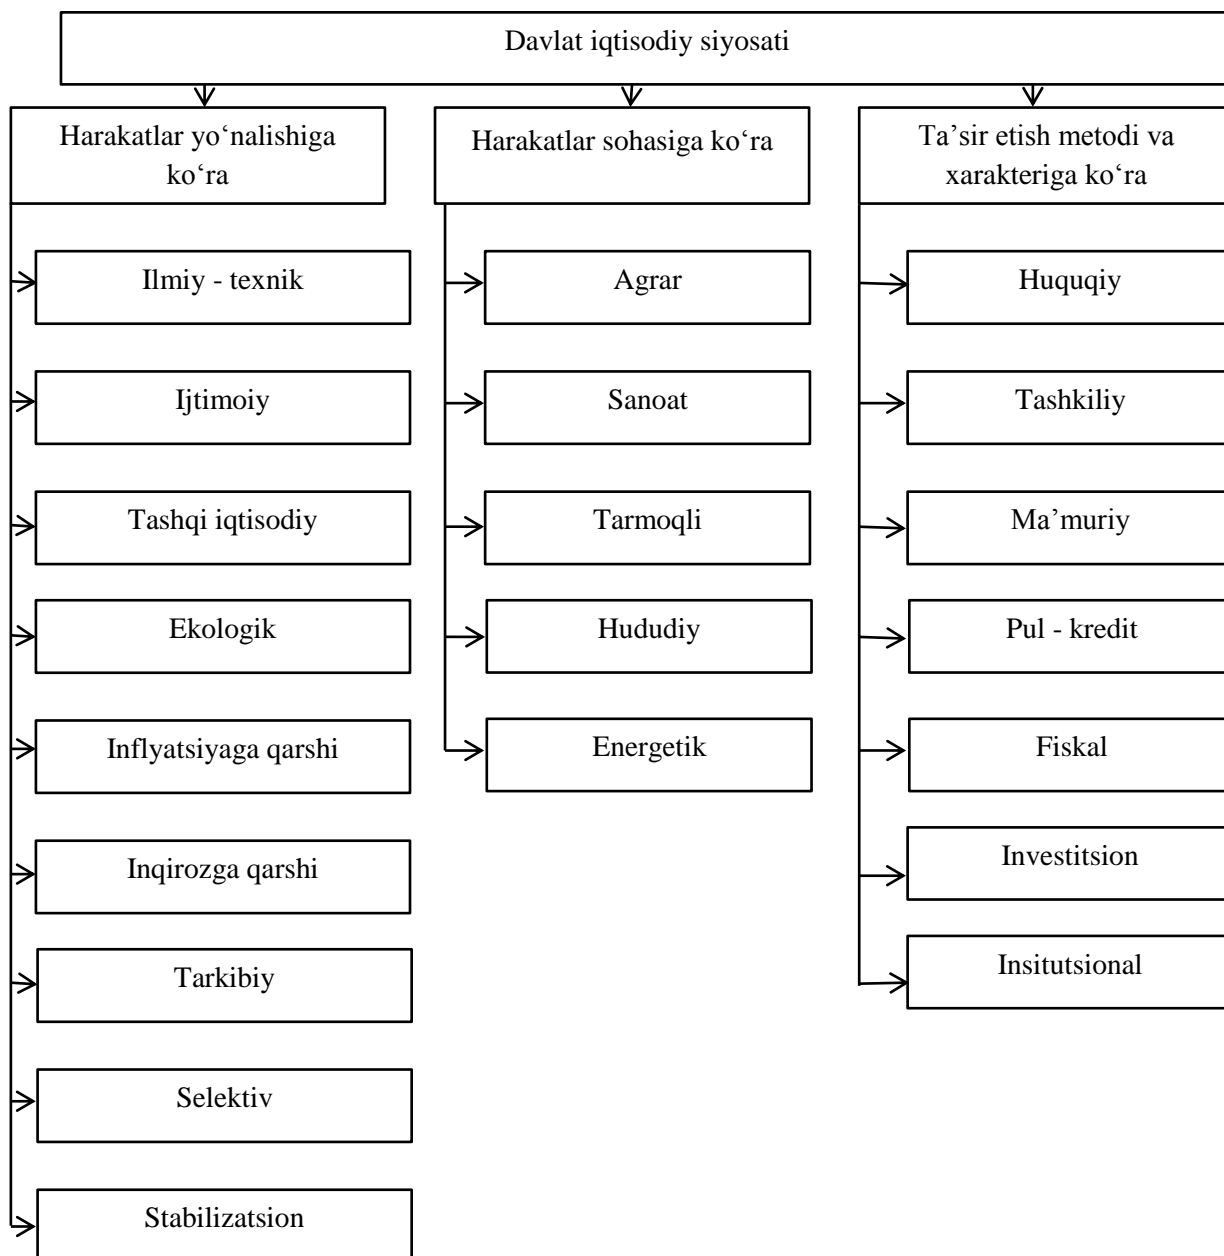 Davlat iqtisodiy siyosati
Harakatlar yo‘nalishiga
ko‘ra
Harakatlar sohasiga ko‘ra
Ta’sir etish metodi va
xarakteriga ko‘ra
Ilmiy - texnik
Ijtimoiy
Tashqi iqtisodiy
Ekologik
Inflyatsiyaga qarshi
Inqirozga qarshi
Tarkibiy
Selektiv
Stabilizatsion
Agrar
Sanoat
Tarmoqli
Hududiy
Energetik
Huquqiy
Tashkiliy
Ma’muriy
Pul - kredit
Fiskal
Investitsion
Insitutsional